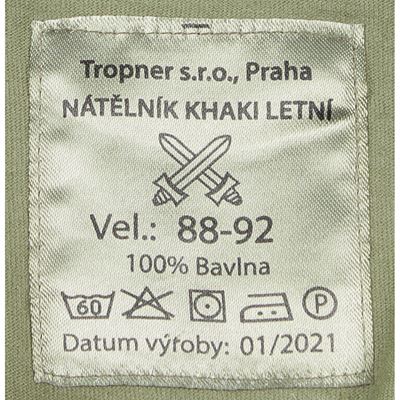 Tropner s.r.o., Praha
NÁTĚLNÍK KHAKI LETNÍ
Vel.: 88-92
100% Bavlna
60 P
Datum výroby: 01/2021